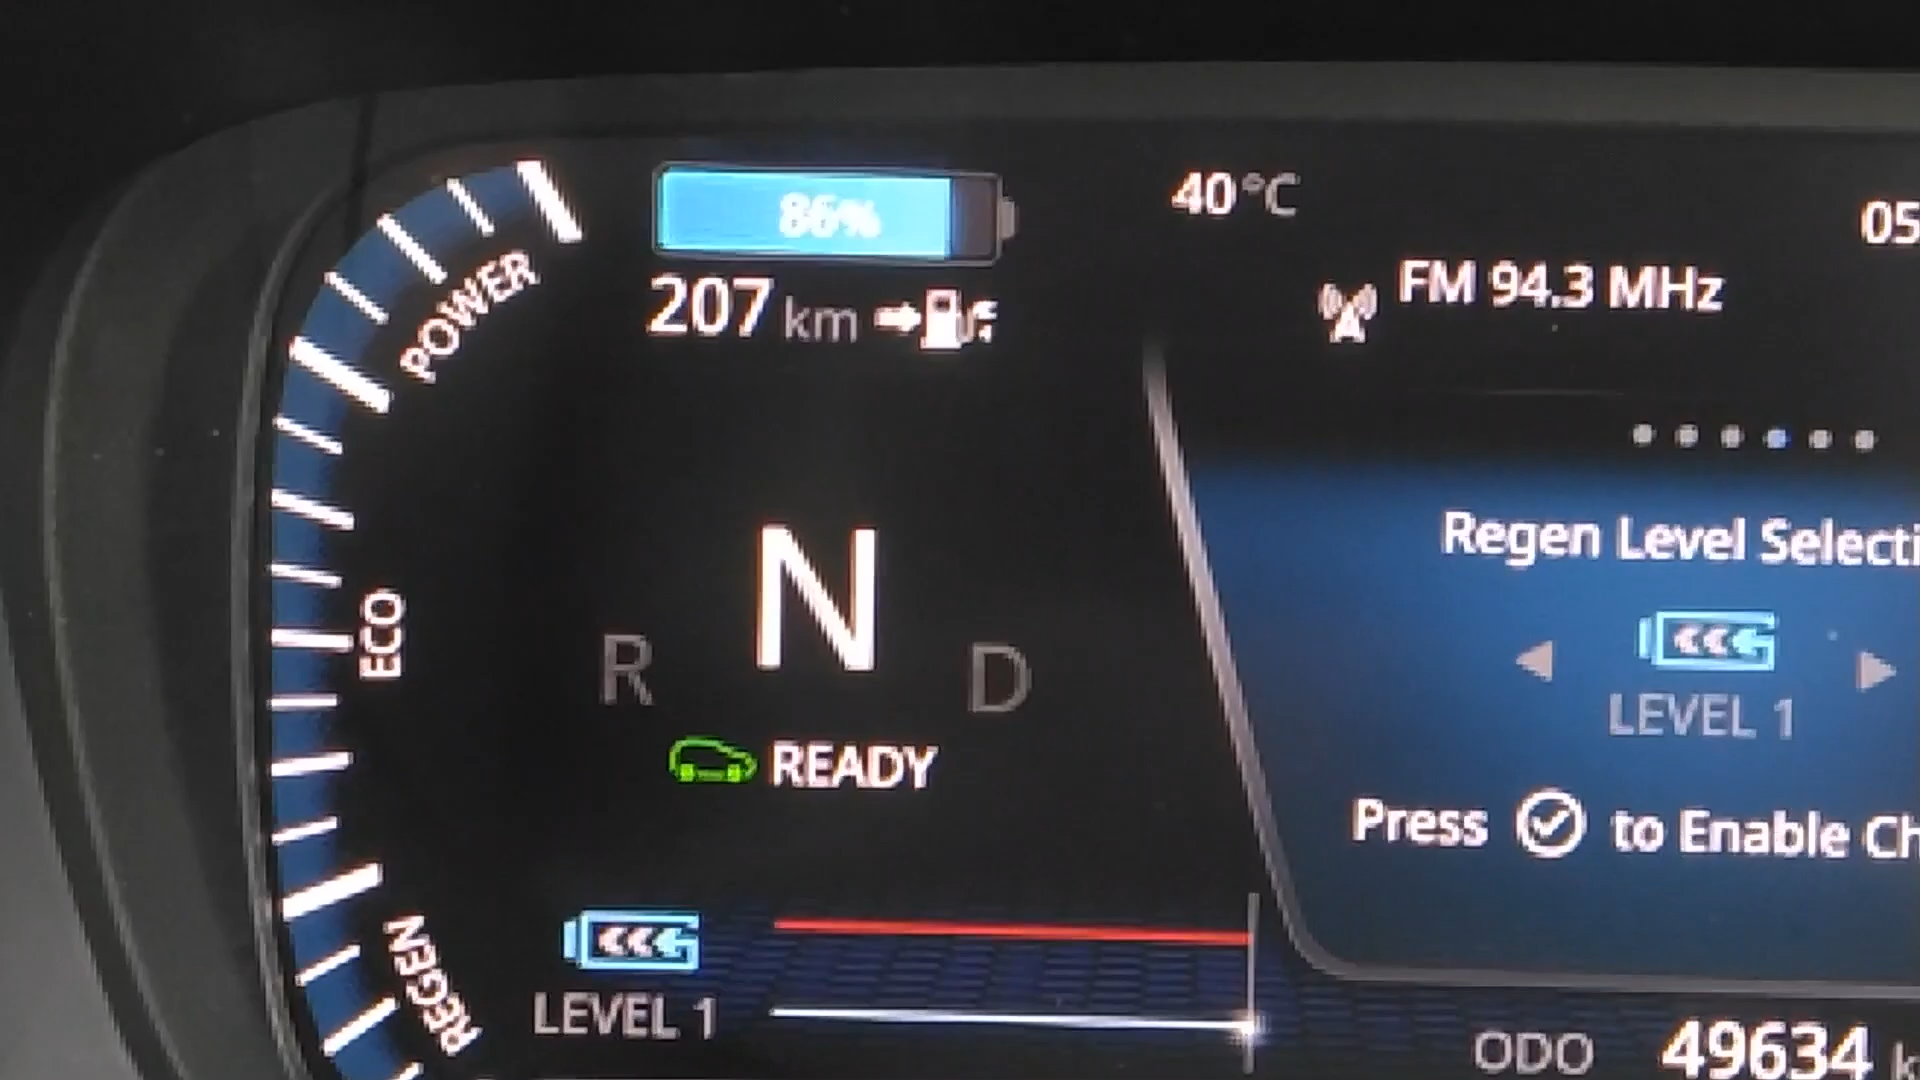 86%
40°C
05
207 km
FM 94.3 MHz
POWER
Regen Level Selecti
N
ECO
R
D
LEVEL 1
READY
Press to Enable Ch
REGEN
LEVEL 1
ODO 49634 k